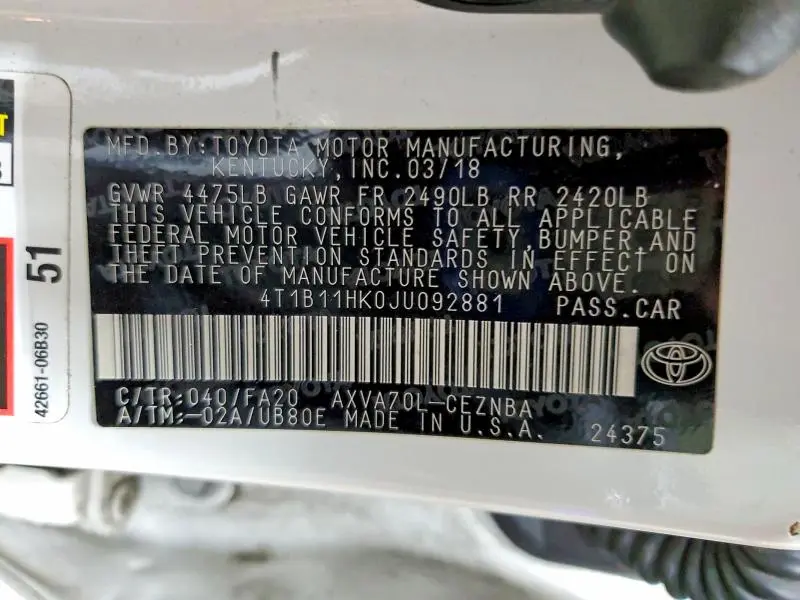 MFD.BY:TOYOTA MOTOR MANUFACTURING,
KENTUCKY,INC.03/18
GVWR 4475LB GAWR FR 2490LB RR 2420LB
THIS VEHICLE CONFORMS TO ALL APPLICABLE
FEDERAL MOTOR VEHICLE SAFETY,BUMPER,AND
THEFT PREVENTION STANDARDS IN EFFECT ON
THE DATE OF MANUFACTURE SHOWN ABOVE.
4T1B11HK0JU092881 PASS.CAR
C/TR:040/FA20 AXVA70L-CEZNBA
A/TM:-02A/UB80E MADE IN U.S.A. 24375
51
42661-06B30